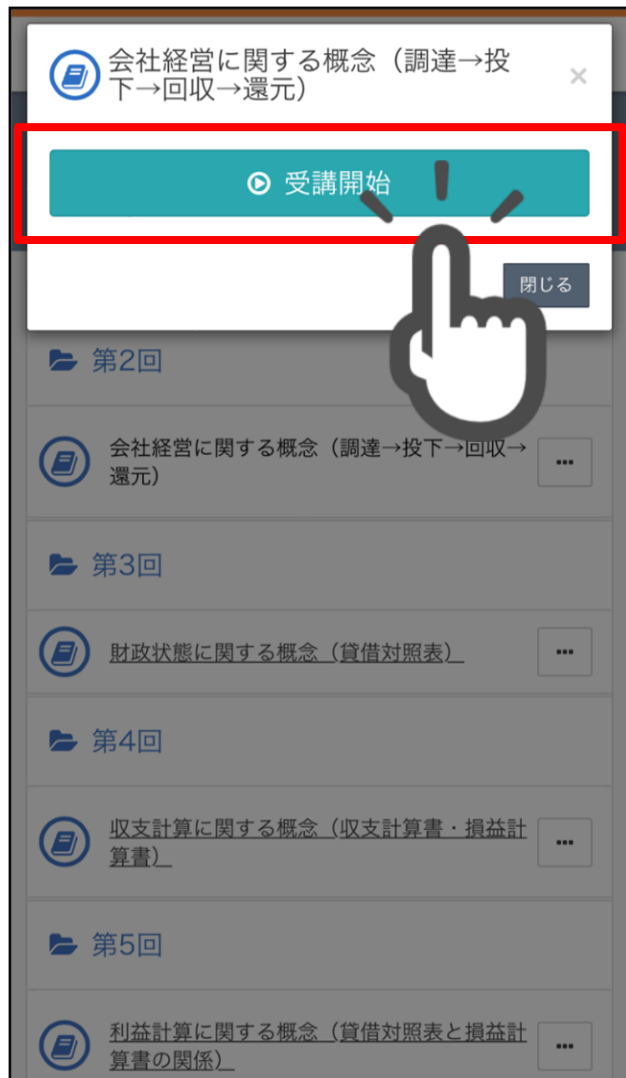 会社経営に関する概念（調達→投
下→回収→還元）
×
受講開始
閉じる
第2回
会社経営に関する概念（調達→投下→回収→
還元）
第3回
財政状態に関する概念（貸借対照表）
第4回
収支計算に関する概念（収支計算書・損益計
算書）
第5回
利益計算に関する概念（貸借対照表と損益計
算書の関係）